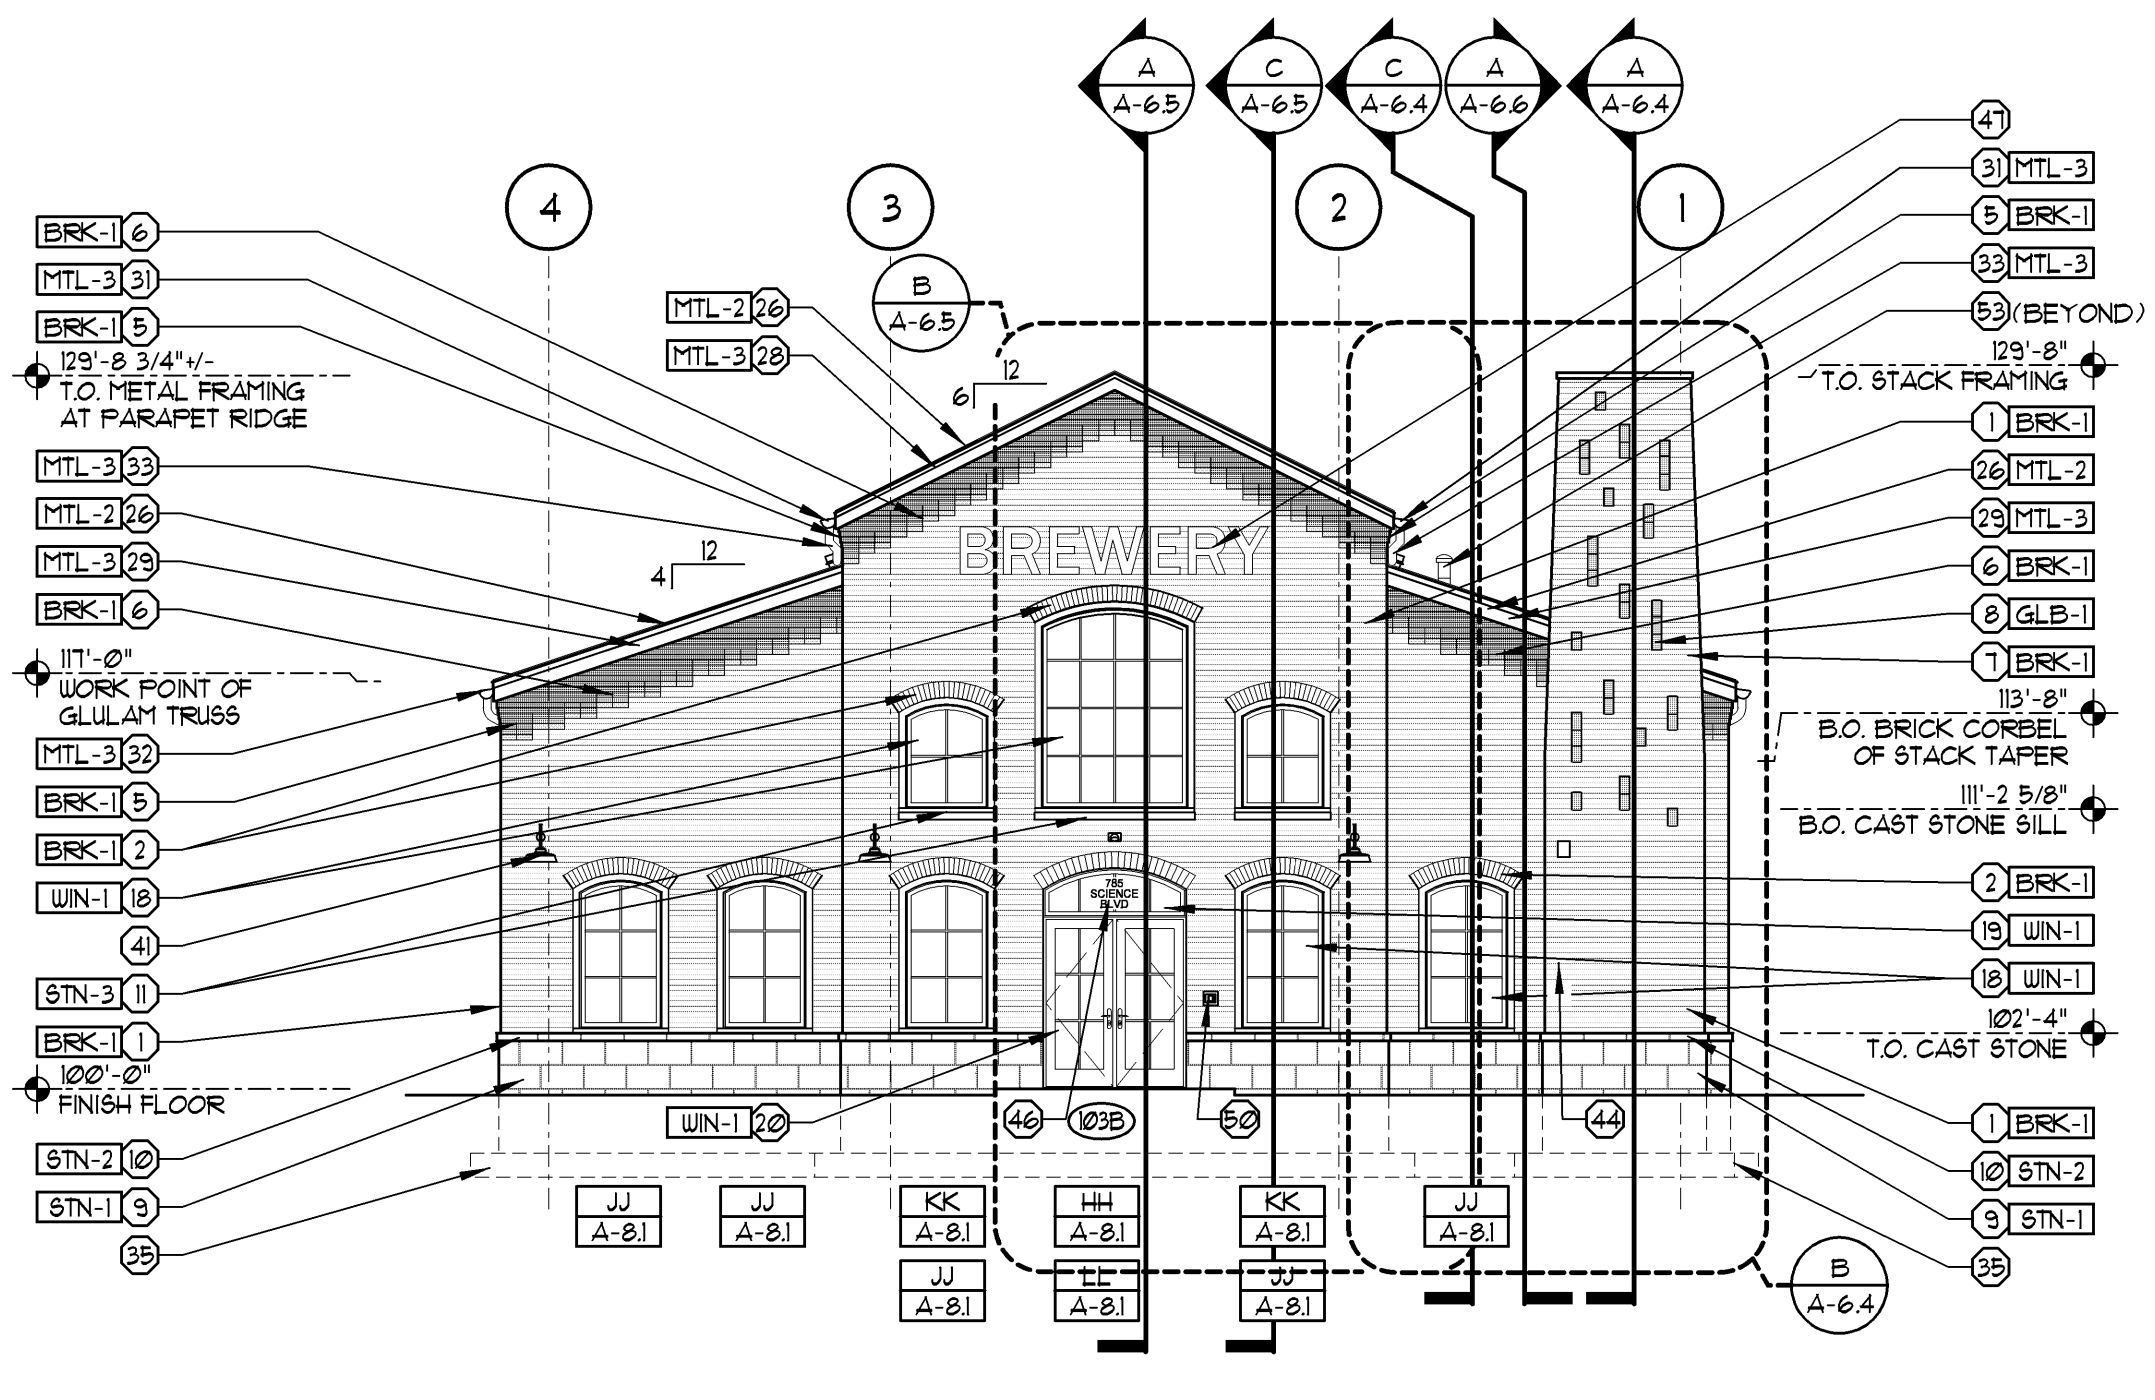 A
A-6.5
C
A-6.5
C
A-6.4
A
A-6.6
A
A-6.4
4
3
2
1
B
A-6.5
BRK-1 6
MTL-3 31
BRK-1 5
129'-8 3/4"+/-
T.O. METAL FRAMING
AT PARAPET RIDGE
MTL-3 33
MTL-2 26
MTL-3 29
BRK-1 6
117'-0"
WORK POINT OF
GLULAM TRUSS
MTL-3 32
BRK-1 5
BRK-1 2
WIN-1 18
41
STN-3 11
BRK-1 1
100'-0"
FINISH FLOOR
STN-2 10
STN-1 9
35
MTL-2 26
MTL-3 28
12
6
12
4
BREWERY
785
SCIENCE
BLVD
WIN-1 20
46
103B
50
44
JJ
A-8.1
JJ
A-8.1
KK
A-8.1
HH
A-8.1
KK
A-8.1
JJ
A-8.1
JJ
A-8.1
LL
A-8.1
JJ
A-8.1
47
31 MTL-3
5 BRK-1
33 MTL-3
53 (BEYOND)
129'-8"
T.O. STACK FRAMING
1 BRK-1
26 MTL-2
29 MTL-3
6 BRK-1
8 GLB-1
7 BRK-1
113'-8"
B.O. BRICK CORBEL
OF STACK TAPER
111'-2 5/8"
B.O. CAST STONE SILL
2 BRK-1
19 WIN-1
18 WIN-1
102'-4"
T.O. CAST STONE
1 BRK-1
10 STN-2
9 STN-1
35
B
A-6.4